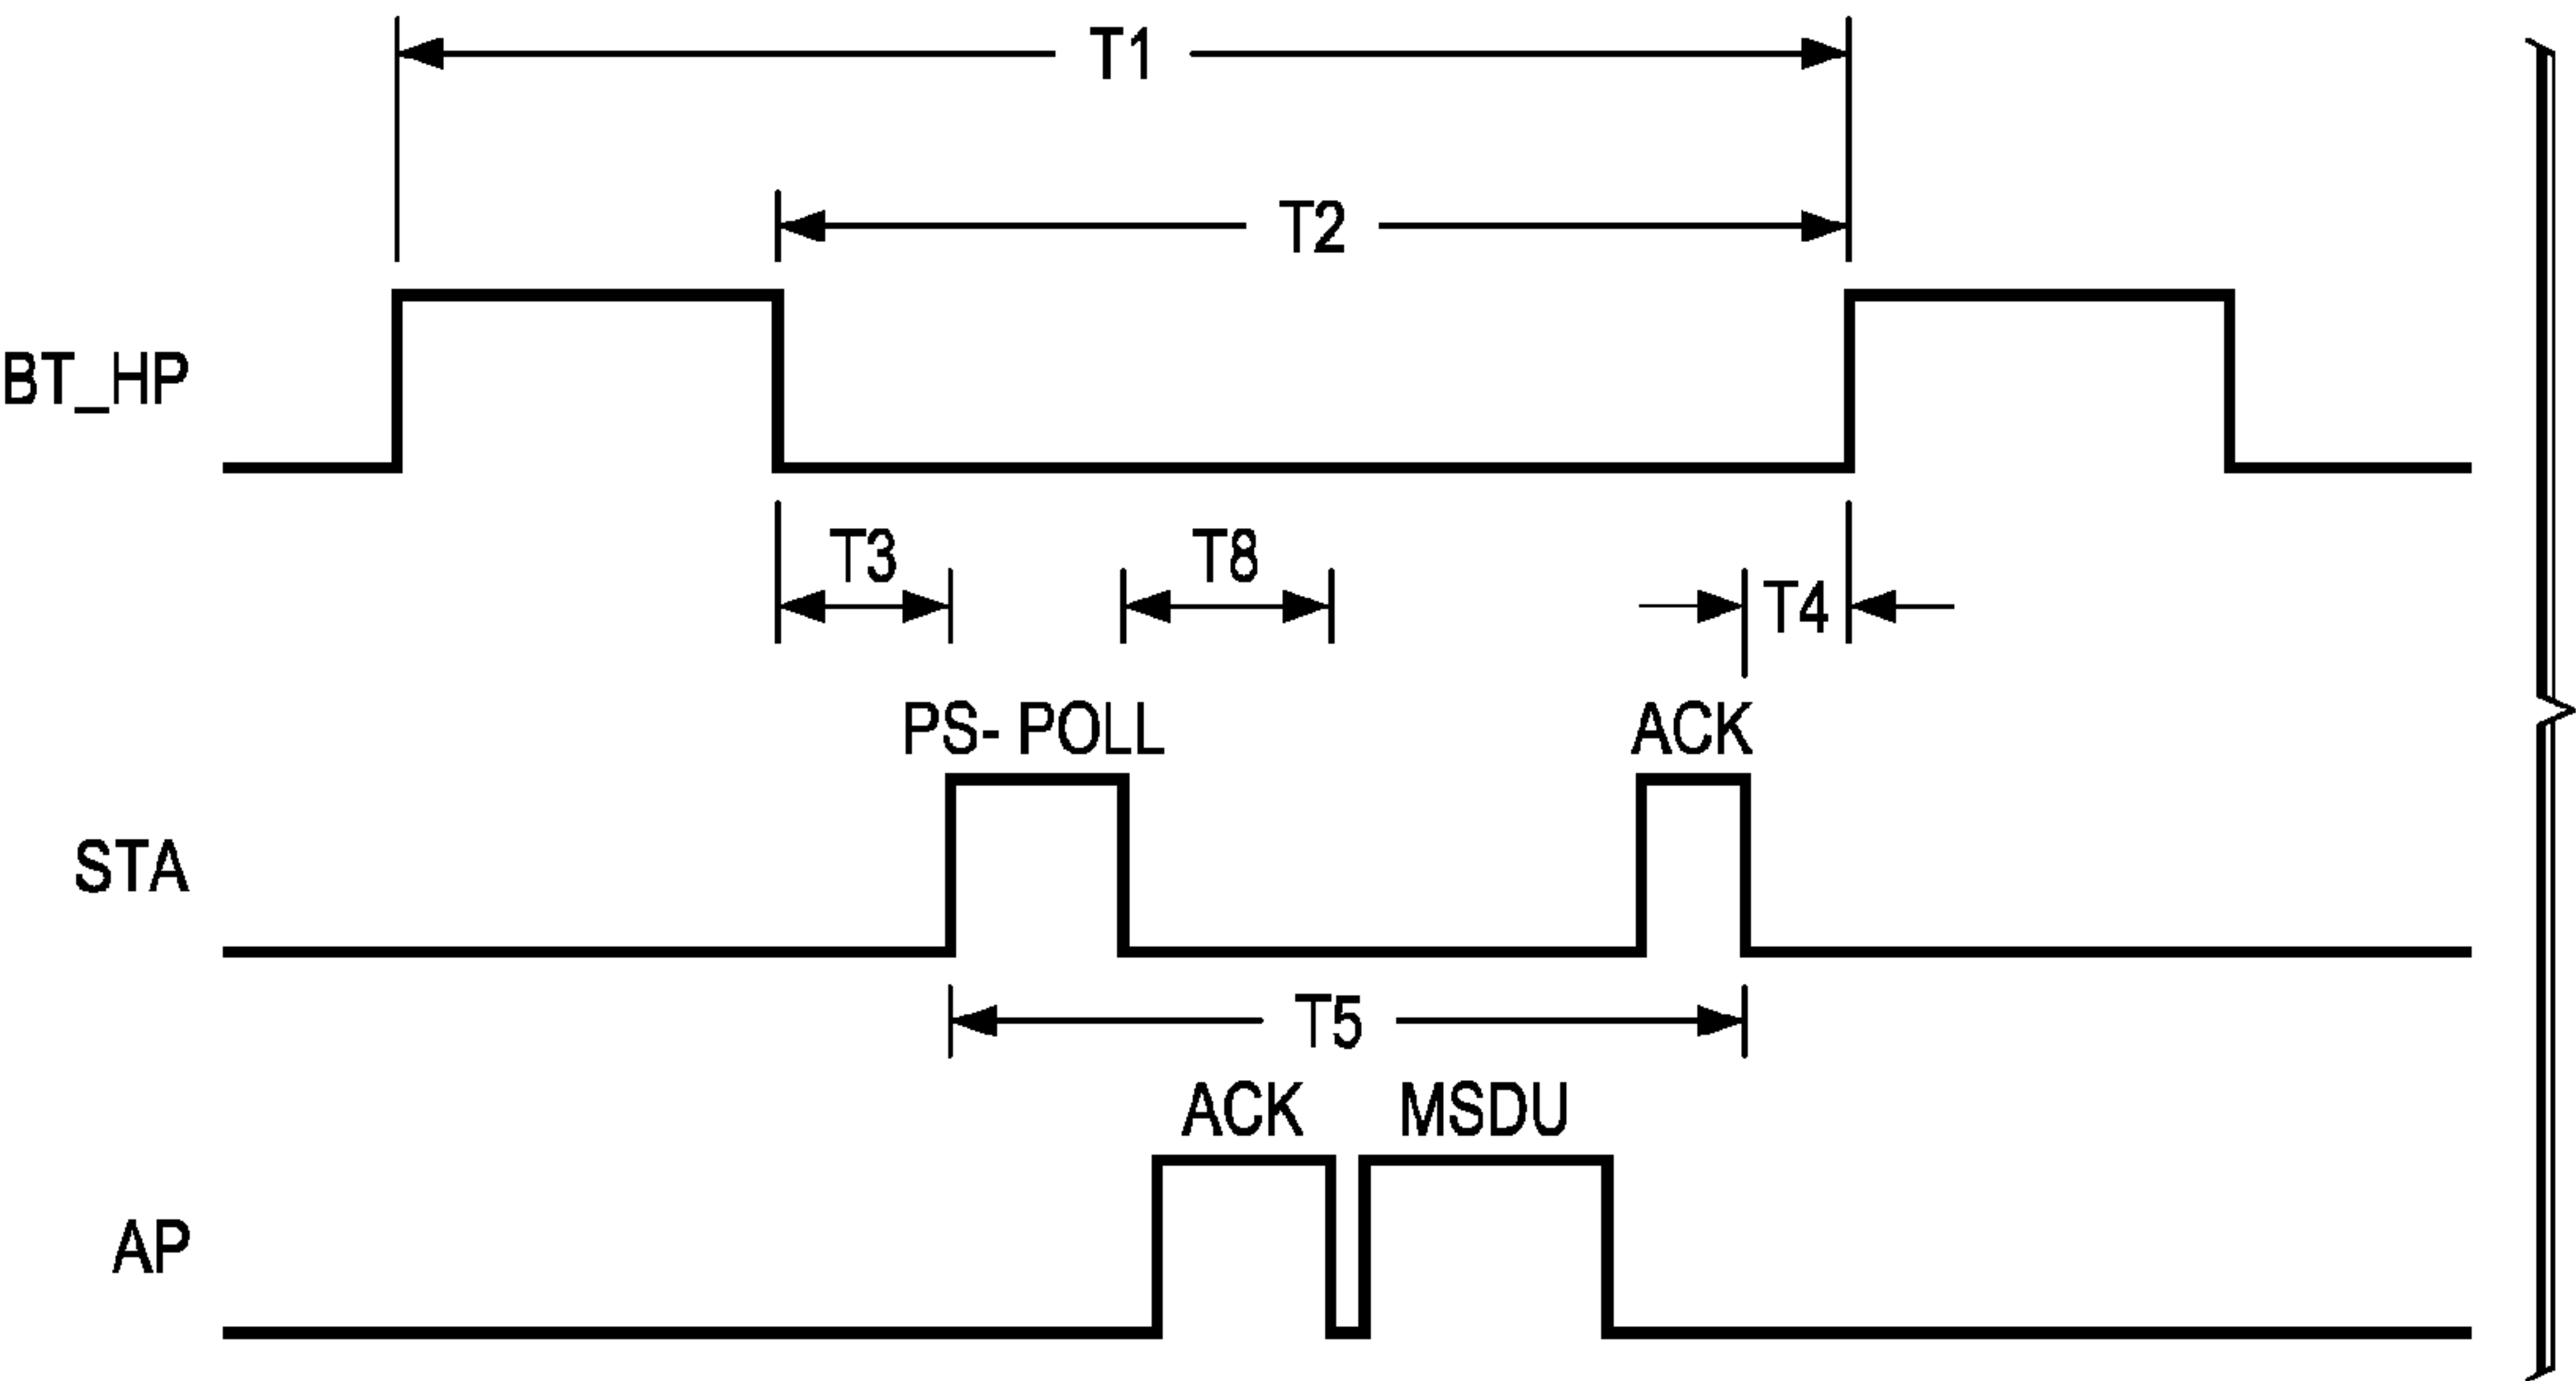 T1
T2
BT_HP
T3 T8 T4
PS- POLL ACK
STA
T5
ACK MSDU
AP